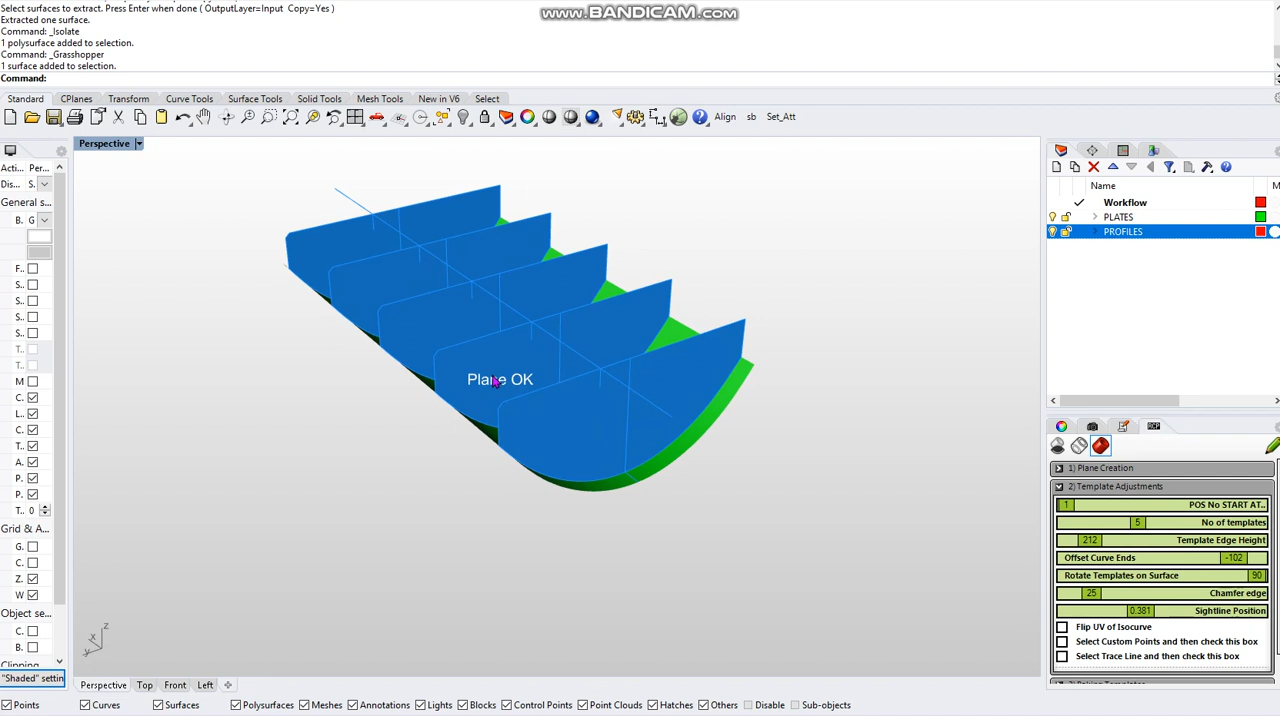 Select surfaces to extract. Press Enter when done ( OutputLayer=Input  Copy=Yes )
Extracted one surface.
Command: _Isolate
1 polysurface added to selection.
Command: _Grasshopper
1 surface added to selection.
Command:
www.BANDICAM.com
Standard CPlanes Transform Curve Tools Surface Tools Solid Tools Mesh Tools New in V6 Select
Align sb Set_Att
Perspective
Acti... Per...
Dis... S.
General s...
B. G
F...
S...
S...
S...
S...
T...
T...
M
C...
L...
C...
T...
A.
P.
P.
T.. 0
Grid & A...
G.
C.
Z.
W
Object se...
C.
B.
Clipping
"Shaded" settin
Plane OK
z
x
y
Name M
Workflow
PLATES
PROFILES
1) Plane Creation
2) Template Adjustments
1 POS No START AT..
5 No of templates
212 Template Edge Height
Offset Curve Ends -102
Rotate Templates on Surface 90
25 Chamfer edge
0.381 Sightline Position
Flip UV of Isocurve
Select Custom Points and then check this box
Select Trace Line and then check this box
Perspective Top Front Left
Points Curves Surfaces Polysurfaces Meshes Annotations Lights Blocks Control Points Point Clouds Hatches Others Disable Sub-objects